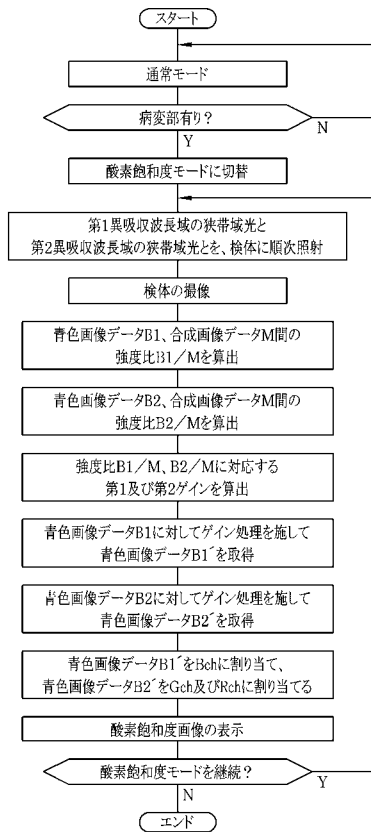 スタート
通常モード
病変部有り?
N
Y
酸素飽和度モードに切替
第1異吸収波長域の狭帯域光と
第2異吸収波長域の狭帯域光とを、検体に順次照射
検体の撮像
青色画像データB1、合成画像データM間の
強度比B1/Mを算出
青色画像データB2、合成画像データM間の
強度比B2/Mを算出
強度比B1/M、B2/Mに対応する
第1及び第2ゲインを算出
青色画像データB1に対してゲイン処理を施して
青色画像データB1´を取得
青色画像データB2に対してゲイン処理を施して
青色画像データB2´を取得
青色画像データB1´をBchに割り当て、
青色画像データB2´をGch及びRchに割り当てる
酸素飽和度画像の表示
酸素飽和度モードを継続?
Y
N
エンド